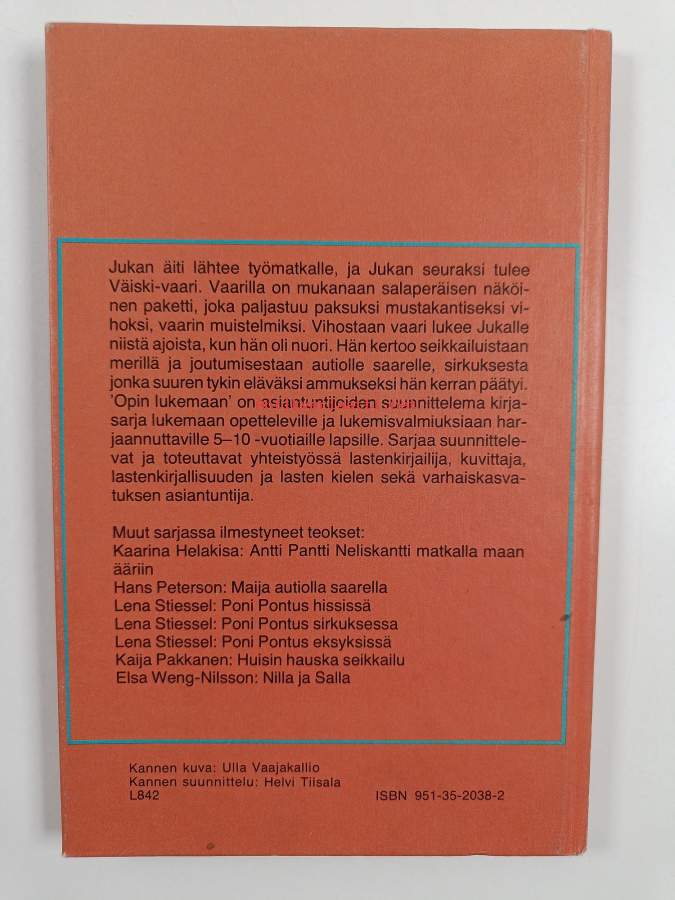 Jukan äiti lähtee työmatkalle, ja Jukan seuraksi tulee
Väiski-vaari. Vaarilla on mukanaan salaperäisen näköi-
nen paketti, joka paljastuu paksuksi mustakantiseksi vi-
hoksi, vaarin muistelmiksi. Vihostaan vaari lukee Jukalle
niistä ajoista, kun hän oli nuori. Hän kertoo seikkailuistaan
merillä ja joutumisestaan autiolle saarelle, sirkuksesta
jonka suuren tykin eläväksi ammukseksi hän kerran päätyi.
'Opin lukemaan' on asiantuntijoiden suunnittelema kirja-
sarja lukemaan opetteleville ja lukemisvalmiuksiaan har-
jaannuttaville 5–10 -vuotiaille lapsille. Sarjaa suunnittele-
vat ja toteuttavat yhteistyössä lastenkirjailija, kuvittaja,
lastenkirjallisuuden ja lasten kielen sekä varhaiskasva-
tuksen asiantuntija.
Muut sarjassa ilmestyneet teokset:
Kaarina Helakisa: Antti Pantti Neliskantti matkalla maan
ääriin
Hans Peterson: Maija autiolla saarella
Lena Stiessel: Poni Pontus hississä
Lena Stiessel: Poni Pontus sirkuksessa
Lena Stiessel: Poni Pontus eksyksissä
Kaija Pakkanen: Huisin hauska seikkailu
Elsa Weng-Nilsson: Nilla ja Salla
Kannen kuva: Ulla Vaajakallio
Kannen suunnittelu: Helvi Tiisala
L842 ISBN 951-35-2038-2